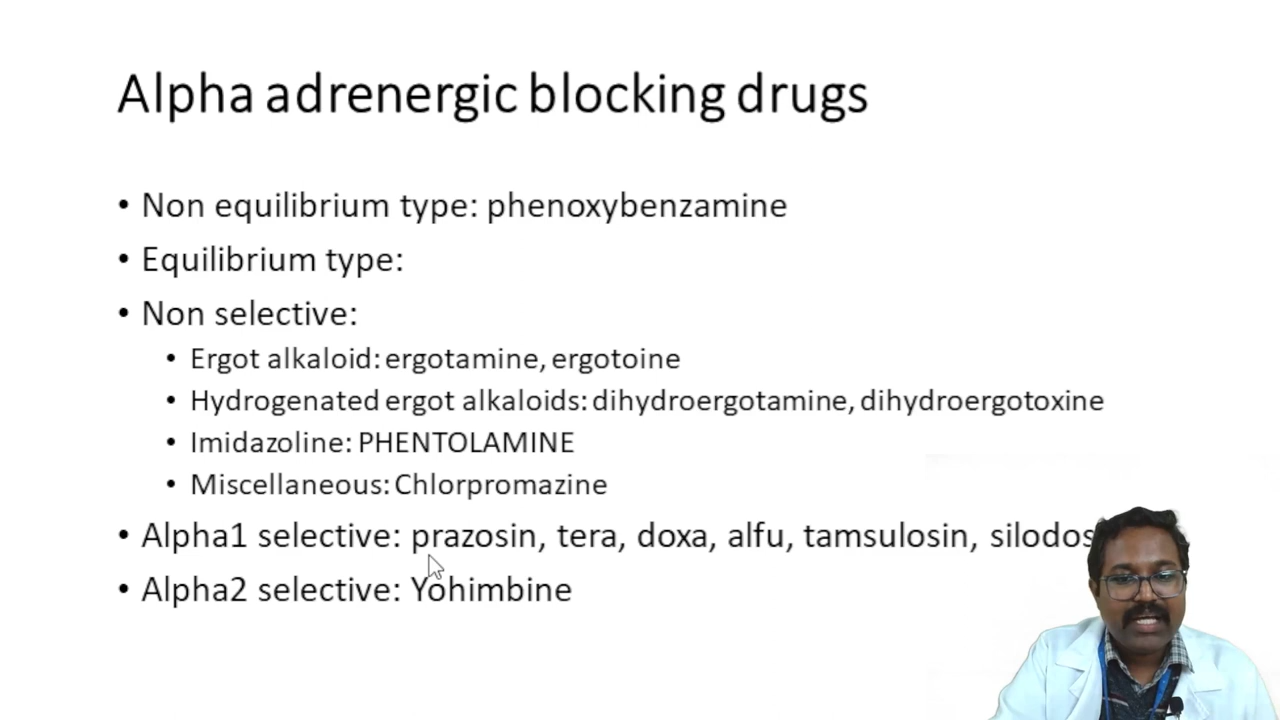 Alpha adrenergic blocking drugs
• Non equilibrium type: phenoxybenzamine
• Equilibrium type:
• Non selective:
• Ergot alkaloid: ergotamine, ergotoine
• Hydrogenated ergot alkaloids: dihydroergotamine, dihydroergotoxine
• Imidazoline: PHENTOLAMINE
• Miscellaneous: Chlorpromazine
• Alpha1 selective: prazosin, tera, doxa, alfu, tamsulosin, silodos
• Alpha2 selective: Yohimbine